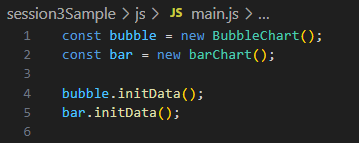 session3Sample > js > JS main.js > ...
1 const bubble = new BubbleChart();
2 const bar = new barChart();
3
4 bubble.initData();
5 bar.initData();
6